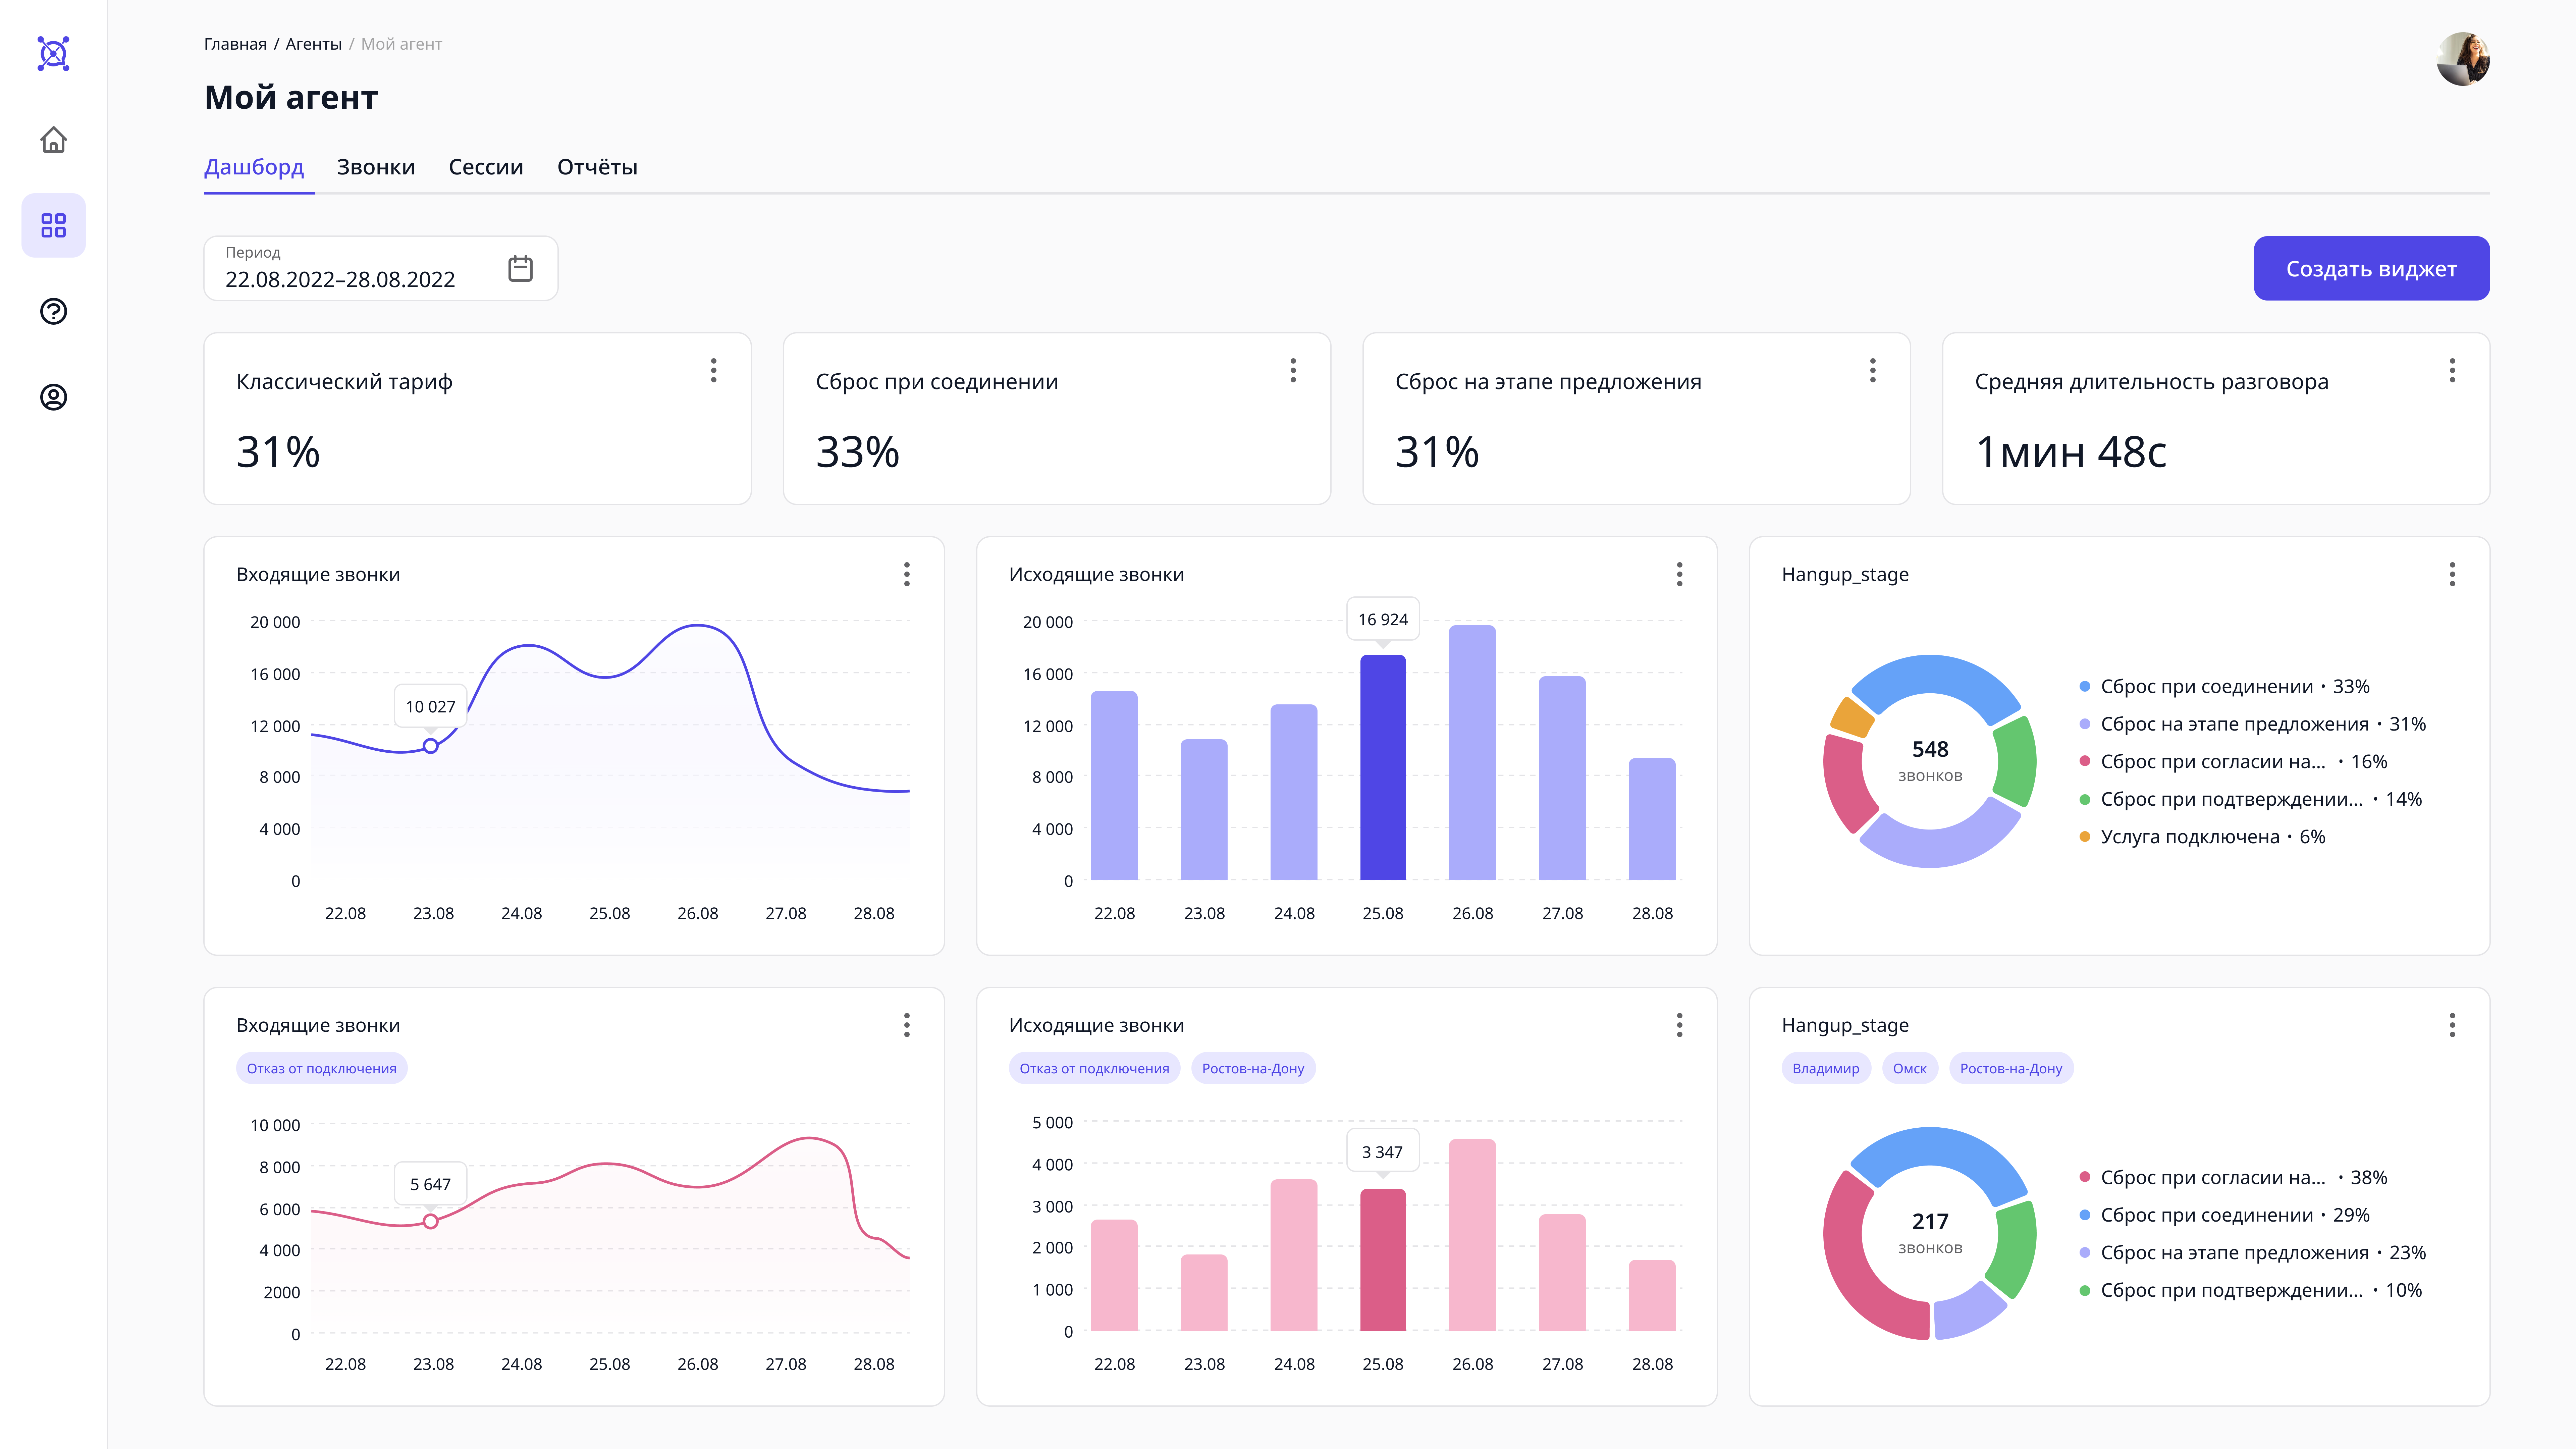 Главная / Агенты / Мой агент
Мой агент
Дашборд Звонки Сессии Отчёты
Период
22.08.2022–28.08.2022
Создать виджет
Классический тариф
31%
Сброс при соединении
33%
Сброс на этапе предложения
31%
Средняя длительность разговора
1мин 48с
Входящие звонки
20 000
16 000
12 000
8 000
4 000
0
10 027
22.08 23.08 24.08 25.08 26.08 27.08 28.08
Исходящие звонки
20 000
16 000
12 000
8 000
4 000
0
16 924
22.08 23.08 24.08 25.08 26.08 27.08 28.08
Hangup_stage
548
звонков
Сброс при соединении · 33%
Сброс на этапе предложения · 31%
Сброс при согласии на... · 16%
Сброс при подтверждении... · 14%
Услуга подключена · 6%
Входящие звонки
Отказ от подключения
10 000
8 000
6 000
4 000
2000
0
5 647
22.08 23.08 24.08 25.08 26.08 27.08 28.08
Исходящие звонки
Отказ от подключения Ростов-на-Дону
5 000
4 000
3 000
2 000
1 000
0
3 347
22.08 23.08 24.08 25.08 26.08 27.08 28.08
Hangup_stage
Владимир Омск Ростов-на-Дону
217
звонков
Сброс при согласии на... · 38%
Сброс при соединении · 29%
Сброс на этапе предложения · 23%
Сброс при подтверждении... · 10%